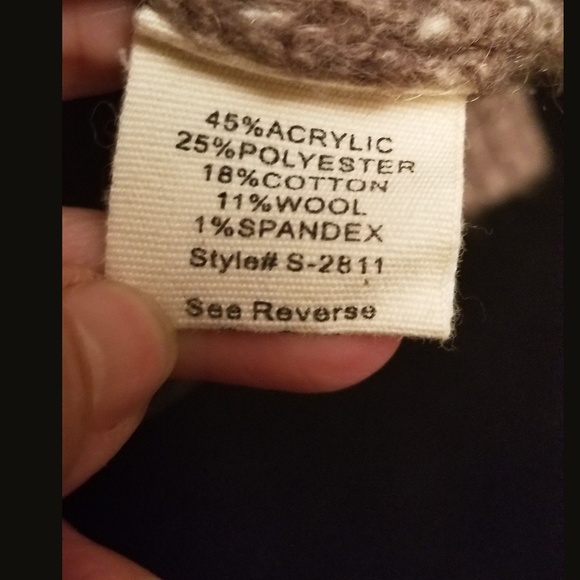 45%ACRYLIC
25%POLYESTER
18%COTTON
11%WOOL
1%SPANDEX
Style# S-2811
See Reverse